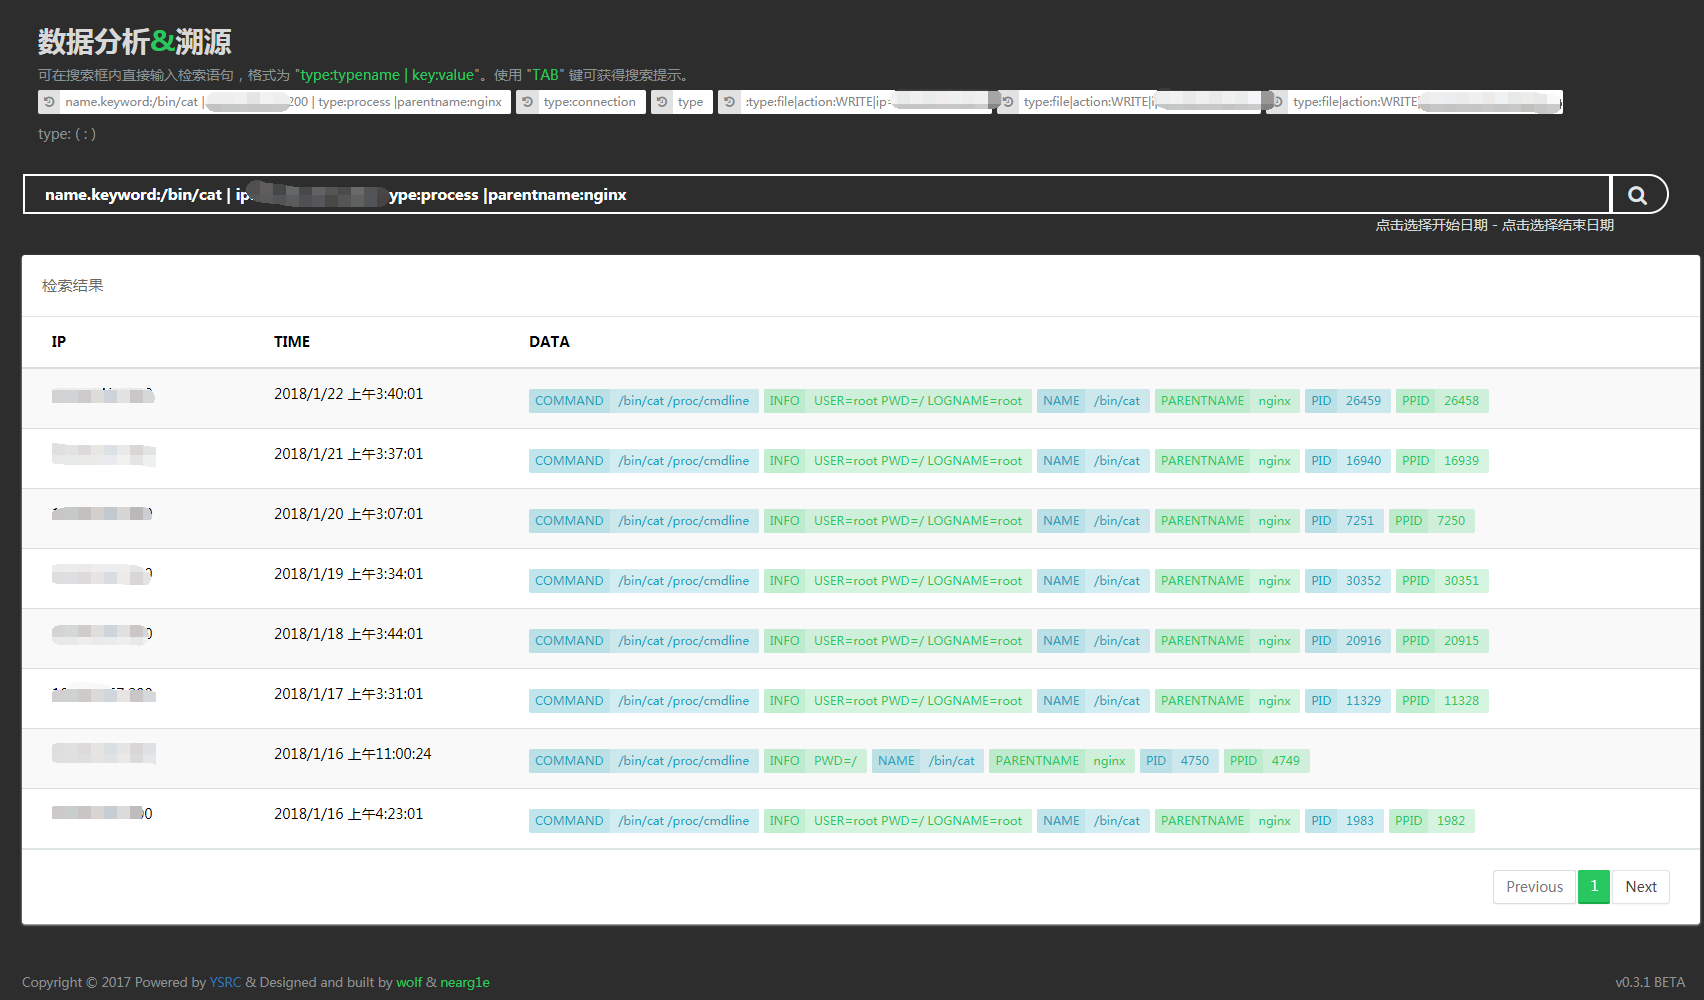 数据分析&溯源
可在搜索框内直接输入检索语句，格式为 "type:typename | key:value"。使用 "TAB" 键可获得搜索提示。
name.keyword:/bin/cat | 200 | type:process |parentname:nginx type:connection type :type:file|action:WRITE|ip= type:file|action:WRITE|i type:file|action:WRITE|
type: ( : )
name.keyword:/bin/cat | ip ype:process |parentname:nginx
点击选择开始日期 - 点击选择结束日期
检索结果
IP TIME DATA
2018/1/22 上午3:40:01 COMMAND /bin/cat /proc/cmdline INFO USER=root PWD=/ LOGNAME=root NAME /bin/cat PARENTNAME nginx PID 26459 PPID 26458
2018/1/21 上午3:37:01 COMMAND /bin/cat /proc/cmdline INFO USER=root PWD=/ LOGNAME=root NAME /bin/cat PARENTNAME nginx PID 16940 PPID 16939
2018/1/20 上午3:07:01 COMMAND /bin/cat /proc/cmdline INFO USER=root PWD=/ LOGNAME=root NAME /bin/cat PARENTNAME nginx PID 7251 PPID 7250
2018/1/19 上午3:34:01 COMMAND /bin/cat /proc/cmdline INFO USER=root PWD=/ LOGNAME=root NAME /bin/cat PARENTNAME nginx PID 30352 PPID 30351
2018/1/18 上午3:44:01 COMMAND /bin/cat /proc/cmdline INFO USER=root PWD=/ LOGNAME=root NAME /bin/cat PARENTNAME nginx PID 20916 PPID 20915
2018/1/17 上午3:31:01 COMMAND /bin/cat /proc/cmdline INFO USER=root PWD=/ LOGNAME=root NAME /bin/cat PARENTNAME nginx PID 11329 PPID 11328
2018/1/16 上午11:00:24 COMMAND /bin/cat /proc/cmdline INFO PWD=/ NAME /bin/cat PARENTNAME nginx PID 4750 PPID 4749
2018/1/16 上午4:23:01 COMMAND /bin/cat /proc/cmdline INFO USER=root PWD=/ LOGNAME=root NAME /bin/cat PARENTNAME nginx PID 1983 PPID 1982
Previous 1 Next
Copyright © 2017 Powered by YSRC & Designed and built by wolf & nearg1e v0.3.1 BETA